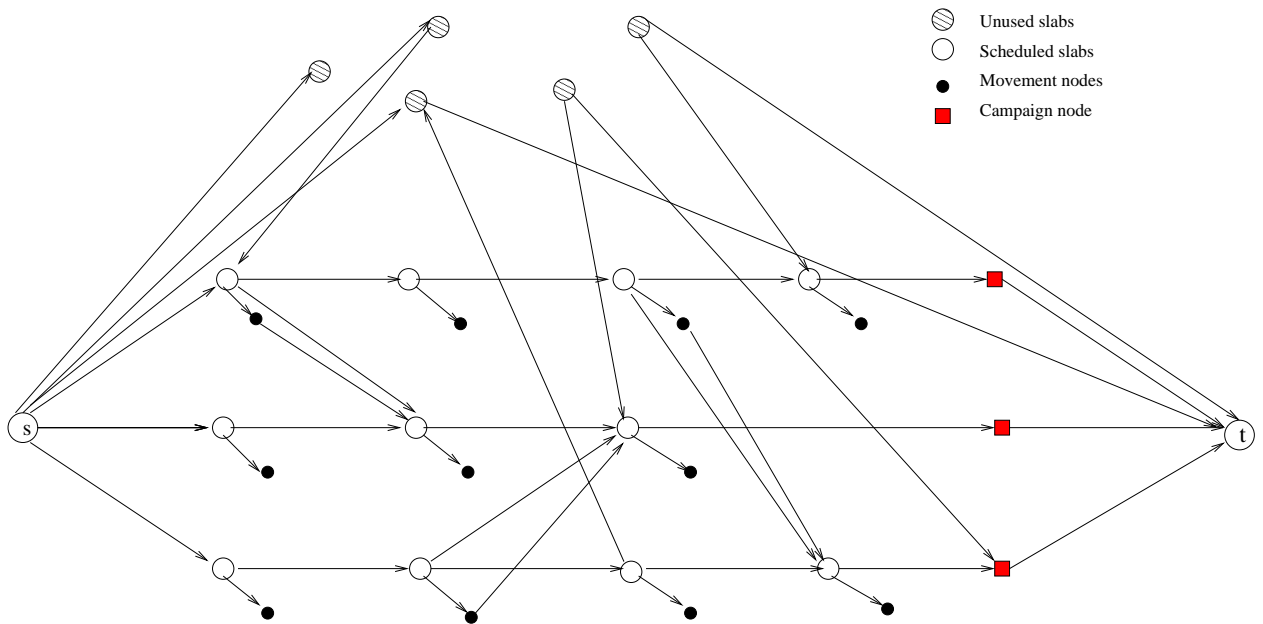 Unused slabs
Scheduled slabs
Movement nodes
Campaign node
s
t